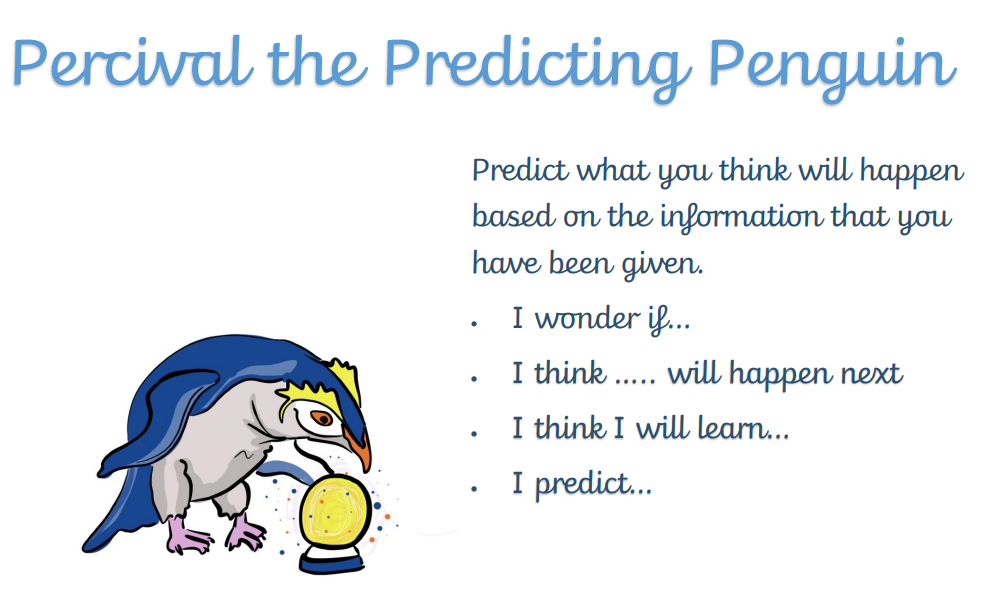 Percival the Predicting Penguin
Predict what you think will happen
based on the information that you
have been given.
• I wonder if...
• I think ..... will happen next
• I think I will learn...
• I predict...